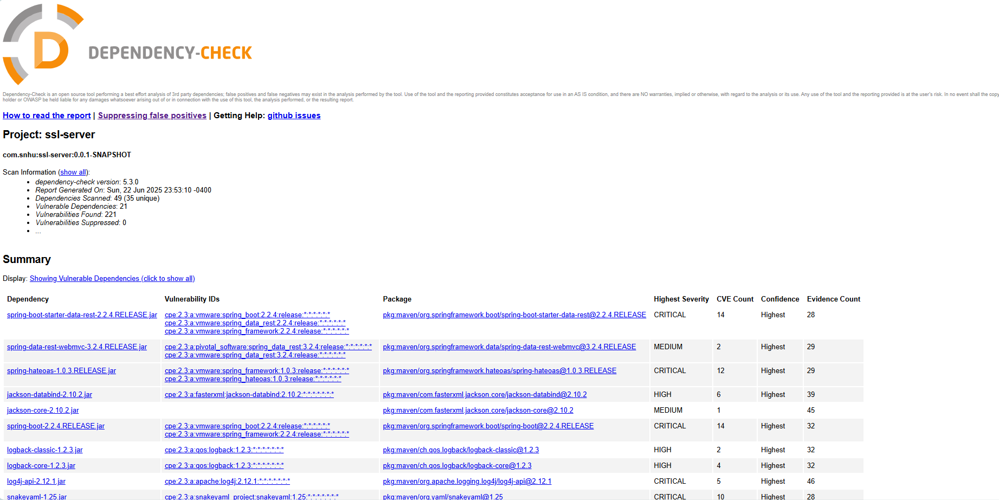 DEPENDENCY-CHECK
Dependency-Check is an open source tool performing a best effort analysis of 3rd party dependencies; false positives and false negatives may exist in the analysis performed by the tool. Use of the tool and the reporting provided constitutes acceptance for use in an AS IS condition, and there are NO warranties, implied or otherwise, with regard to the analysis or its use. Any use of the tool and the reporting provided is at the user's risk. In no event shall the copy
holder or OWASP be held liable for any damages whatsoever arising out of or in connection with the use of this tool, the analysis performed, or the resulting report.
How to read the report | Suppressing false positives | Getting Help: github issues
Project: ssl-server
com.snhu:ssl-server:0.0.1-SNAPSHOT
Scan Information (show all):
• dependency-check version: 5.3.0
• Report Generated On: Sun, 22 Jun 2025 23:53:10 -0400
• Dependencies Scanned: 49 (35 unique)
• Vulnerable Dependencies: 21
• Vulnerabilities Found: 221
• Vulnerabilities Suppressed: 0
• ...
Summary
Display: Showing Vulnerable Dependencies (click to show all)
Dependency Vulnerability IDs Package Highest Severity CVE Count Confidence Evidence Count
spring-boot-starter-data-rest-2.2.4.RELEASE.jar cpe:2.3:a:vmware:spring_boot:2.2.4:release:*:*:*:*:*:* pkg:maven/org.springframework.boot/spring-boot-starter-data-rest@2.2.4.RELEASE CRITICAL 14 Highest 28
cpe:2.3:a:vmware:spring_data_rest:2.2.4:release:*:*:*:*:*:*
cpe:2.3:a:vmware:spring_framework:2.2.4:release:*:*:*:*:*:*
spring-data-rest-webmvc-3.2.4.RELEASE.jar cpe:2.3:a:pivotal_software:spring_data_rest:3.2.4:release:*:*:*:*:*:* pkg:maven/org.springframework.data/spring-data-rest-webmvc@3.2.4.RELEASE MEDIUM 2 Highest 29
cpe:2.3:a:vmware:spring_data_rest:3.2.4:release:*:*:*:*:*:*
spring-hateoas-1.0.3.RELEASE.jar cpe:2.3:a:vmware:spring_framework:1.0.3:release:*:*:*:*:*:* pkg:maven/org.springframework.hateoas/spring-hateoas@1.0.3.RELEASE CRITICAL 12 Highest 29
cpe:2.3:a:vmware:spring_hateoas:1.0.3:release:*:*:*:*:*:*
jackson-databind-2.10.2.jar cpe:2.3:a:fasterxml:jackson-databind:2.10.2:*:*:*:*:*:*:* pkg:maven/com.fasterxml.jackson.core/jackson-databind@2.10.2 HIGH 6 Highest 39
jackson-core-2.10.2.jar pkg:maven/com.fasterxml.jackson.core/jackson-core@2.10.2 MEDIUM 1 45
spring-boot-2.2.4.RELEASE.jar cpe:2.3:a:vmware:spring_boot:2.2.4:release:*:*:*:*:*:* pkg:maven/org.springframework.boot/spring-boot@2.2.4.RELEASE CRITICAL 14 Highest 32
cpe:2.3:a:vmware:spring_framework:2.2.4:release:*:*:*:*:*:*
logback-classic-1.2.3.jar cpe:2.3:a:qos:logback:1.2.3:*:*:*:*:*:*:* pkg:maven/ch.qos.logback/logback-classic@1.2.3 HIGH 2 Highest 32
logback-core-1.2.3.jar cpe:2.3:a:qos:logback:1.2.3:*:*:*:*:*:*:* pkg:maven/ch.qos.logback/logback-core@1.2.3 HIGH 4 Highest 32
log4j-api-2.12.1.jar cpe:2.3:a:apache:log4j:2.12.1:*:*:*:*:*:*:* pkg:maven/org.apache.logging.log4j/log4j-api@2.12.1 CRITICAL 5 Highest 46
snakeyaml-1.25.jar cpe:2.3:a:snakeyaml_project:snakeyaml:1.25:*:*:*:*:*:*:* pkg:maven/org.yaml/snakeyaml@1.25 CRITICAL 10 Highest 28